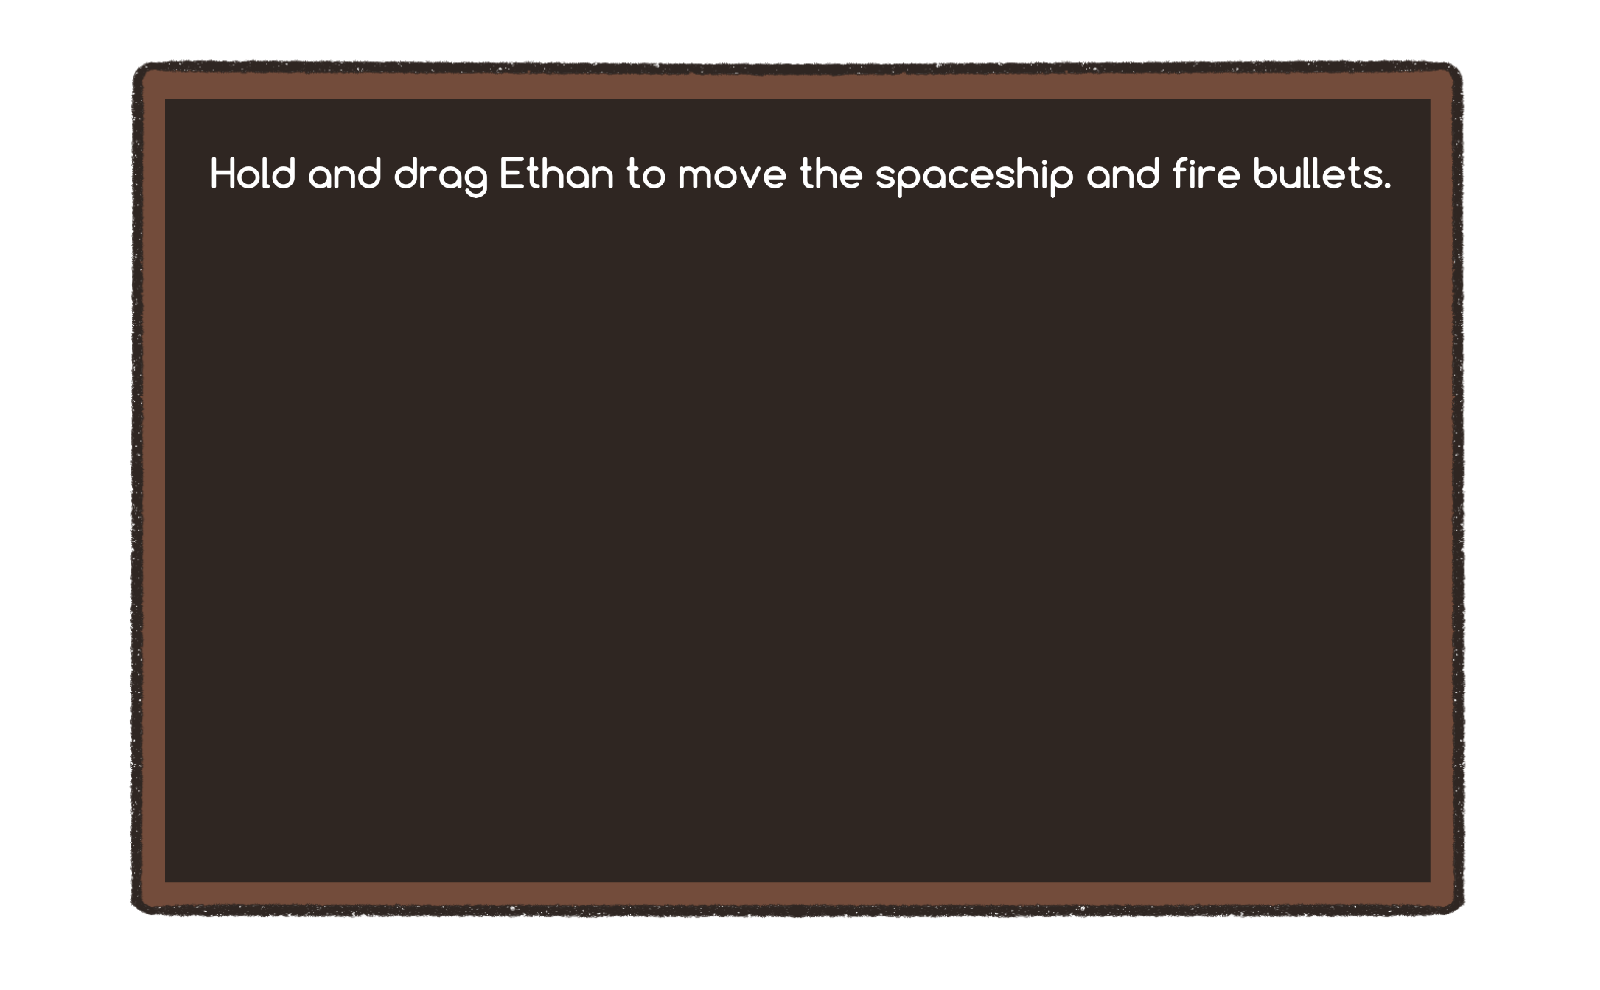 Hold and drag Ethan to move the spaceship and fire bullets.